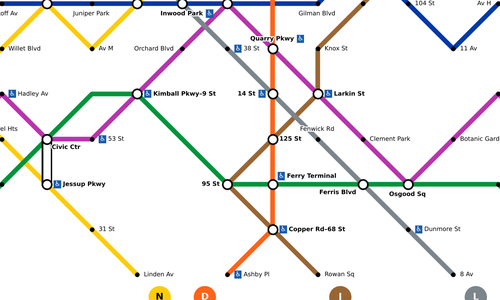 104 St
Av H
off Av
Juniper Park
Inwood Park
Gilman Blvd
Quarry Pkwy
Willet Blvd
Av M
Orchard Blvd
38 St
Knox St
11 Av
Hadley Av
Kimball Pkwy–9 St
14 St
Larkin St
el Hts
Fenwick Rd
53 St
125 St
Clement Park
Botanic Gard
Civic Ctr
Ferry Terminal
Jessup Pkwy
95 St
Ferris Blvd
Osgood Sq
31 St
Copper Rd–68 St
Dunmore St
Linden Av
Ashby Pl
Rowan Sq
8 Av
N
D
J
L